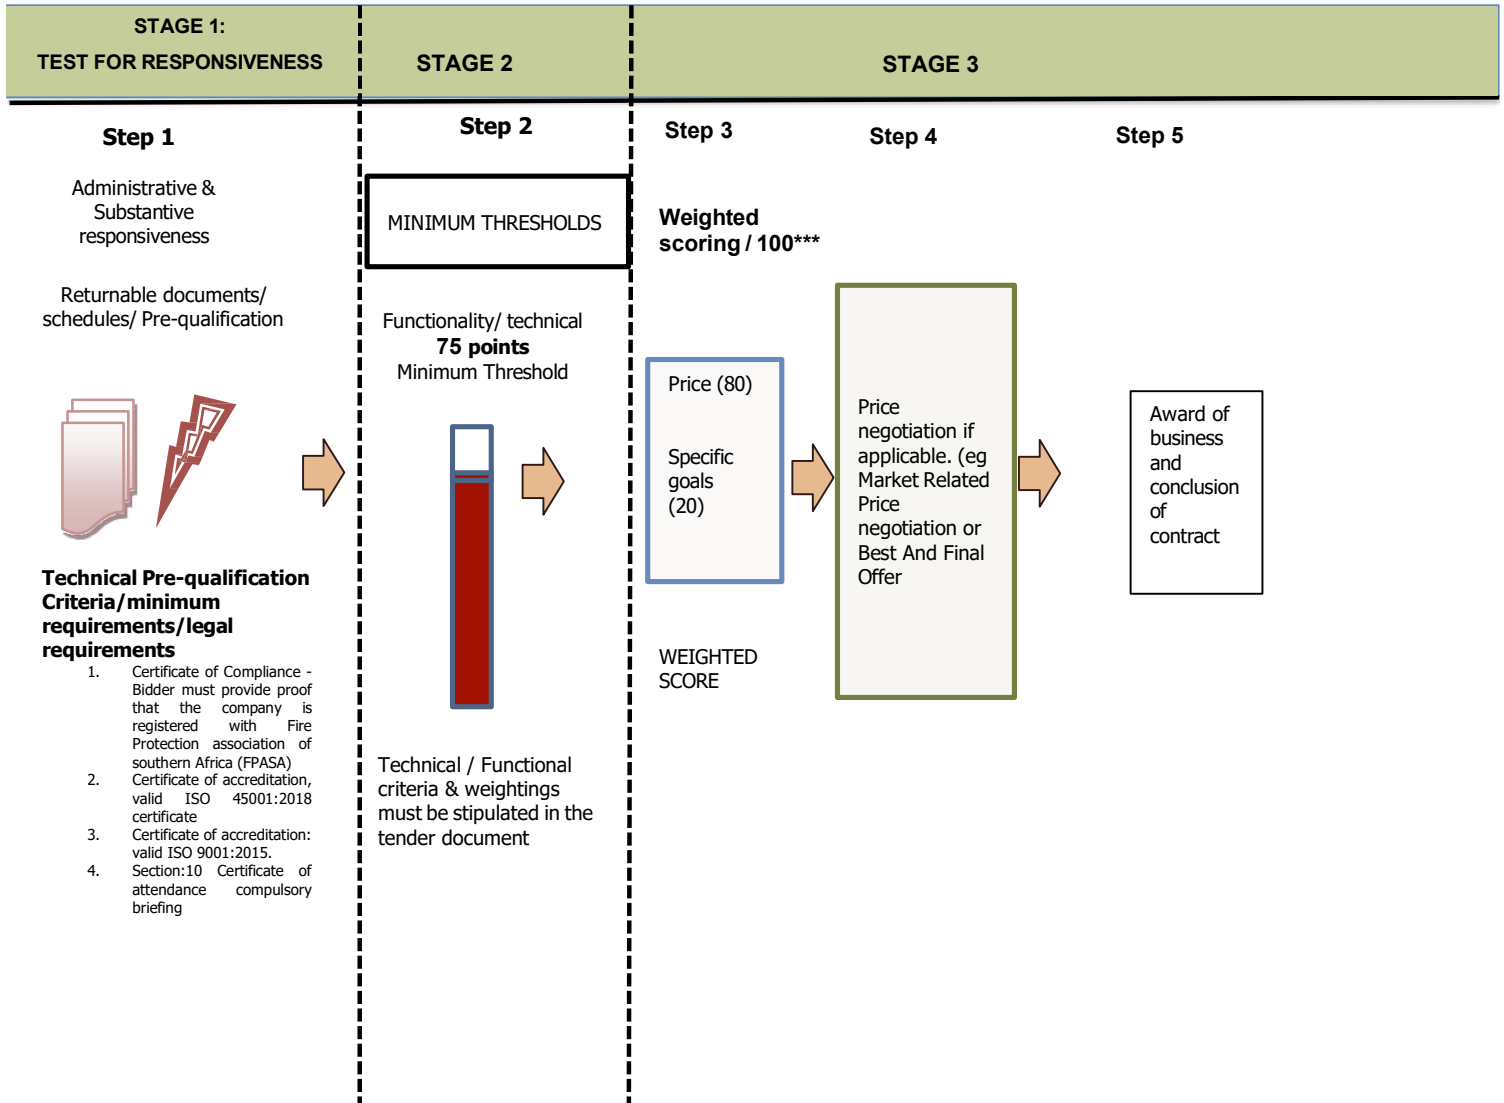 STAGE 1:
TEST FOR RESPONSIVENESS
STAGE 2
STAGE 3
Step 1
Administrative &
Substantive
responsiveness
Returnable documents/
schedules/ Pre-qualification
Technical Pre-qualification
Criteria/minimum
requirements/legal
requirements
1. Certificate of Compliance -
Bidder must provide proof
that the company is
registered with Fire
Protection association of
southern Africa (FPASA)
2. Certificate of accreditation,
valid ISO 45001:2018
certificate
3. Certificate of accreditation:
valid ISO 9001:2015.
4. Section:10 Certificate of
attendance compulsory
briefing
Step 2
MINIMUM THRESHOLDS
Functionality/ technical
75 points
Minimum Threshold
Technical / Functional
criteria & weightings
must be stipulated in the
tender document
Step 3
Weighted
scoring / 100***
Price (80)
Specific
goals
(20)
WEIGHTED
SCORE
Step 4
Price
negotiation if
applicable. (eg
Market Related
Price
negotiation or
Best And Final
Offer
Step 5
Award of
business
and
conclusion
of
contract